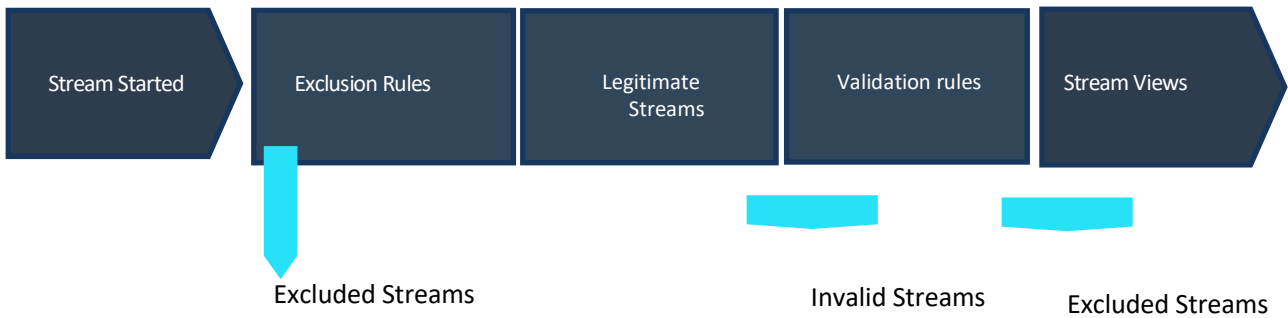 Stream Started
Exclusion Rules
Legitimate
Streams
Validation rules
Stream Views
Excluded Streams
Invalid Streams
Excluded Streams